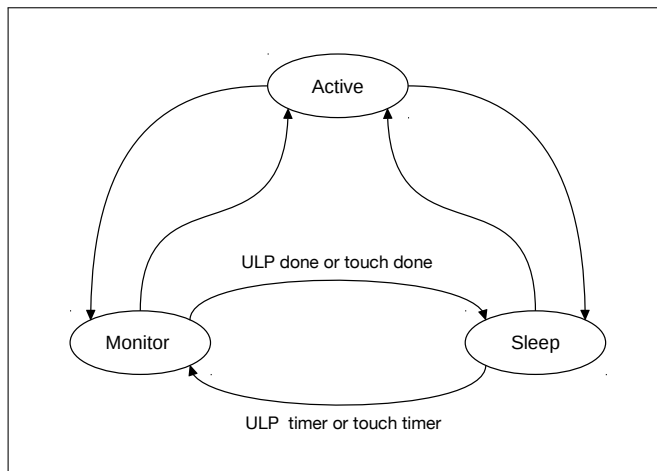 Active
ULP done or touch done
Monitor
Sleep
ULP timer or touch timer